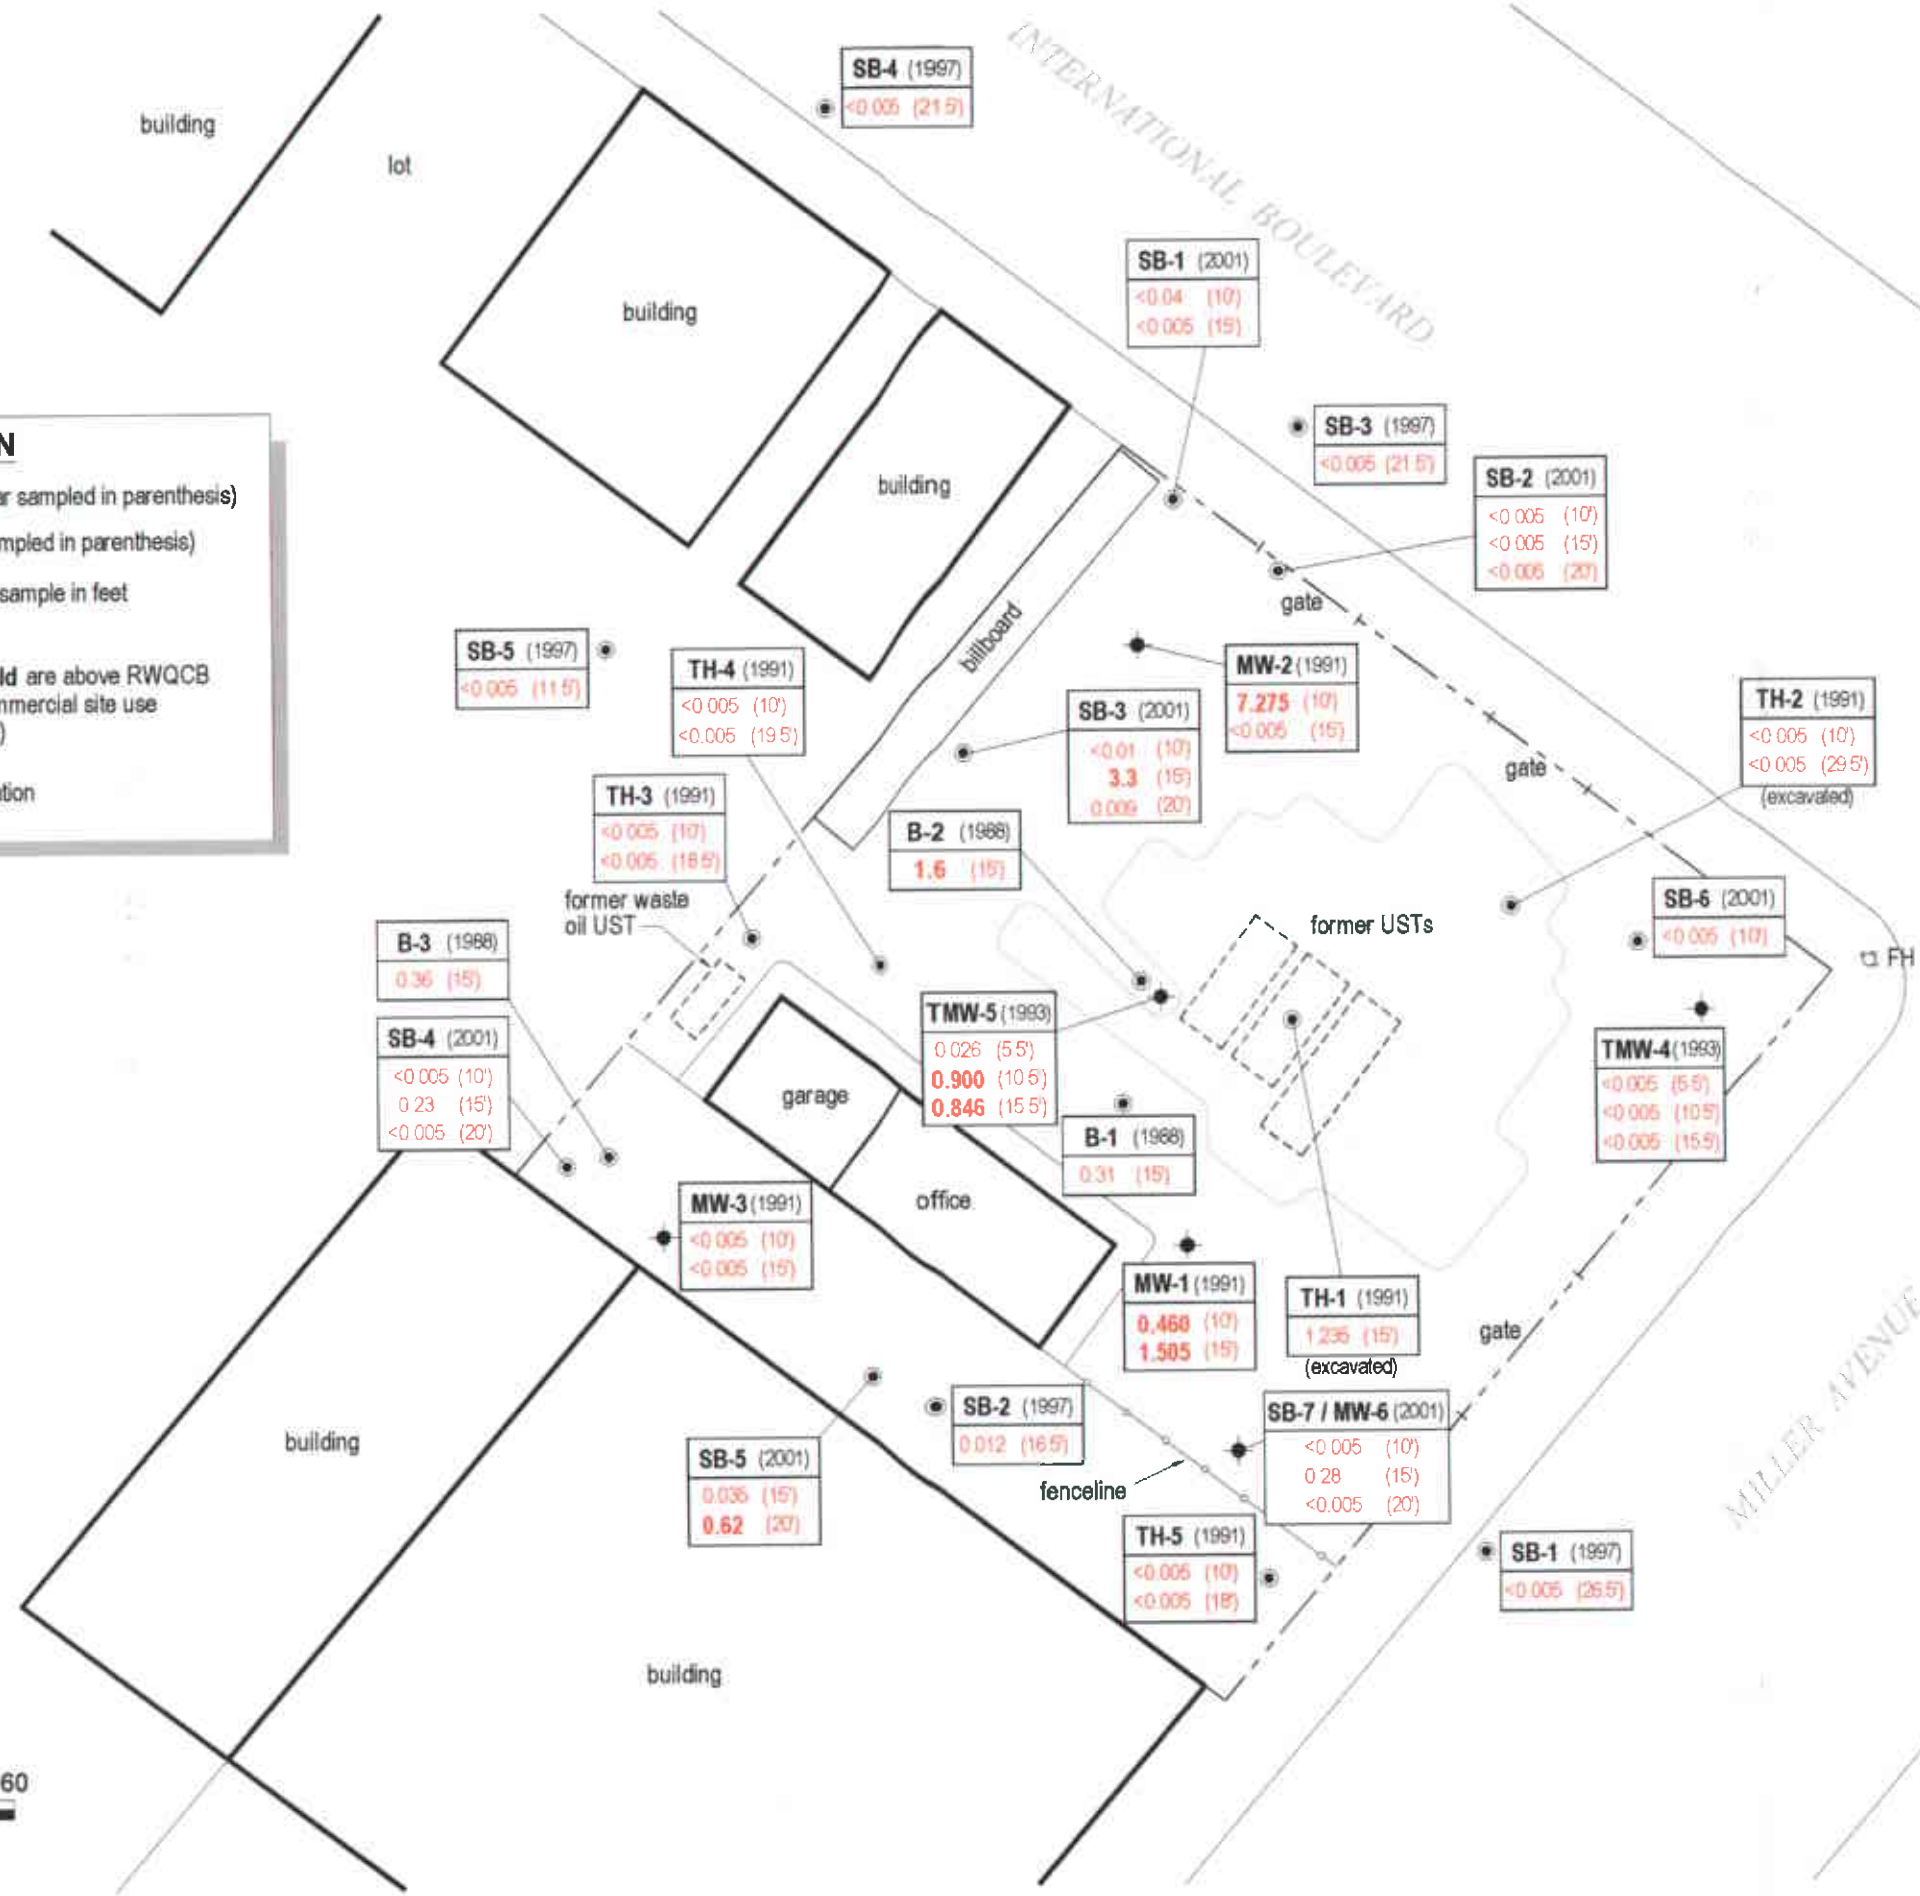 SB-4 (1997)
<0.005 (21.5')
INTERNATIONAL BOULEVARD
building
lot
building
SB-1 (2001)
<0.04 (10')
<0.005 (15')
SB-3 (1997)
<0.005 (21.5')
SB-2 (2001)
<0.005 (10')
<0.005 (15')
<0.005 (20')
N
ar sampled in parenthesis)
mpled in parenthesis)
sample in feet
ld are above RWQCB
mmercial site use
)
tion
building
gate
billboard
SB-5 (1997)
<0.005 (11.5')
TH-4 (1991)
<0.005 (10')
<0.005 (19.5')
MW-2 (1991)
7.275 (10')
<0.005 (15')
SB-3 (2001)
<0.01 (10')
3.3 (15')
0.009 (20')
TH-2 (1991)
<0.005 (10')
<0.005 (29.5')
(excavated)
gate
TH-3 (1991)
<0.005 (10')
<0.005 (18.5')
B-2 (1988)
1.6 (15')
former waste
oil UST
former USTs
SB-6 (2001)
<0.005 (10')
FH
B-3 (1988)
0.36 (15')
SB-4 (2001)
<0.005 (10')
0.23 (15')
<0.005 (20')
TMW-5 (1993)
0.026 (5.5')
0.900 (10.5')
0.846 (15.5')
TMW-4 (1993)
<0.005 (5.5')
<0.005 (10.5')
<0.005 (15.5')
garage
B-1 (1988)
0.31 (15')
office
MW-3 (1991)
<0.005 (10')
<0.005 (15')
MW-1 (1991)
0.460 (10')
1.505 (15')
TH-1 (1991)
1.235 (15')
(excavated)
gate
MILLER AVENUE
SB-2 (1997)
0.012 (16.5')
SB-7 / MW-6 (2001)
<0.005 (10')
0.28 (15')
<0.005 (20')
building
SB-5 (2001)
0.035 (15')
0.62 (20')
fenceline
TH-5 (1991)
<0.005 (10')
<0.005 (18')
SB-1 (1997)
<0.005 (26.5')
building
60